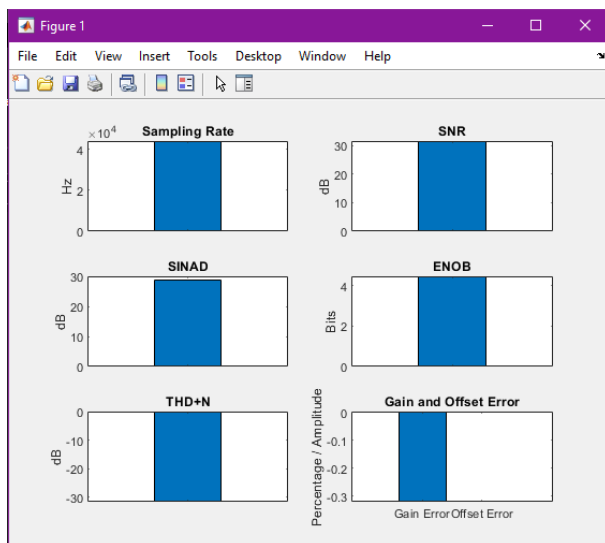 Figure 1
File Edit View Insert Tools Desktop Window Help
×10⁴
Sampling Rate
Hz
4
2
0
SNR
dB
30
20
10
0
SINAD
dB
30
20
10
0
ENOB
Bits
4
2
0
THD+N
dB
0
-10
-20
-30
Gain and Offset Error
Percentage / Amplitude
0
-0.1
-0.2
-0.3
Gain Error Offset Error